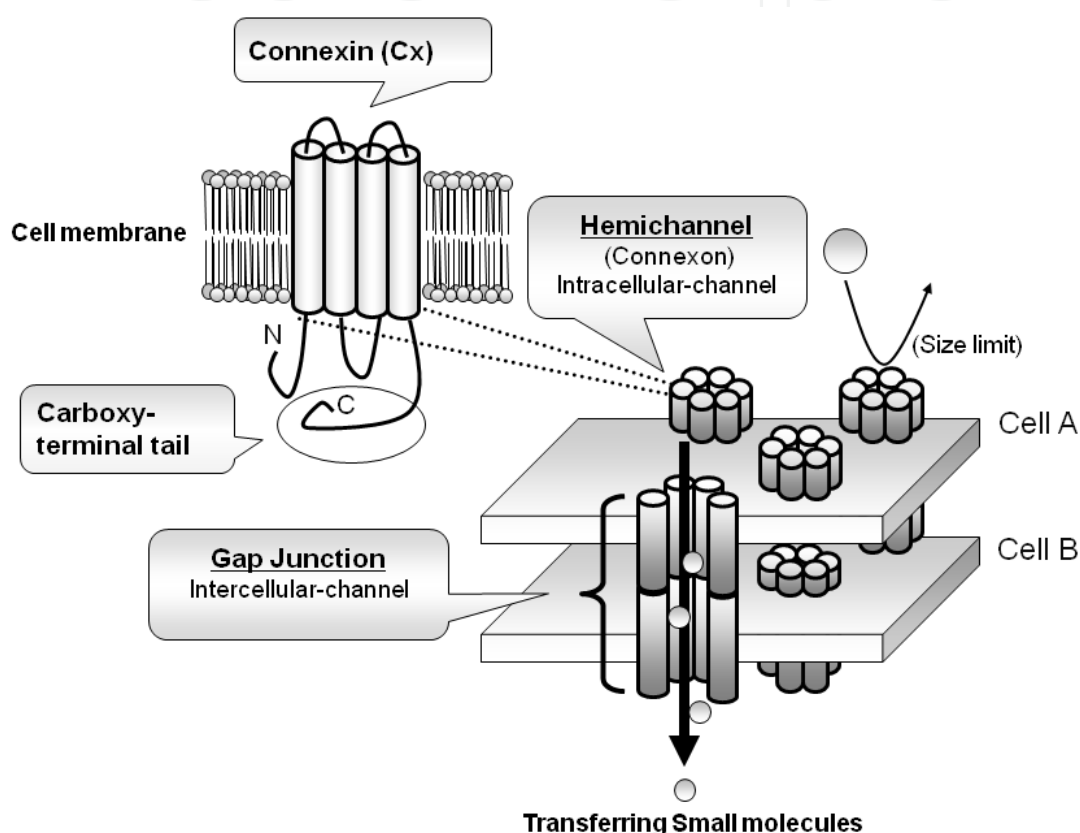 Connexin (Cx)
Cell membrane
Hemichannel
(Connexon)
Intracellular-channel
(Size limit)
N
C
Carboxy-
terminal tail
Cell A
Cell B
Gap Junction
Intercellular-channel
Transferring Small molecules